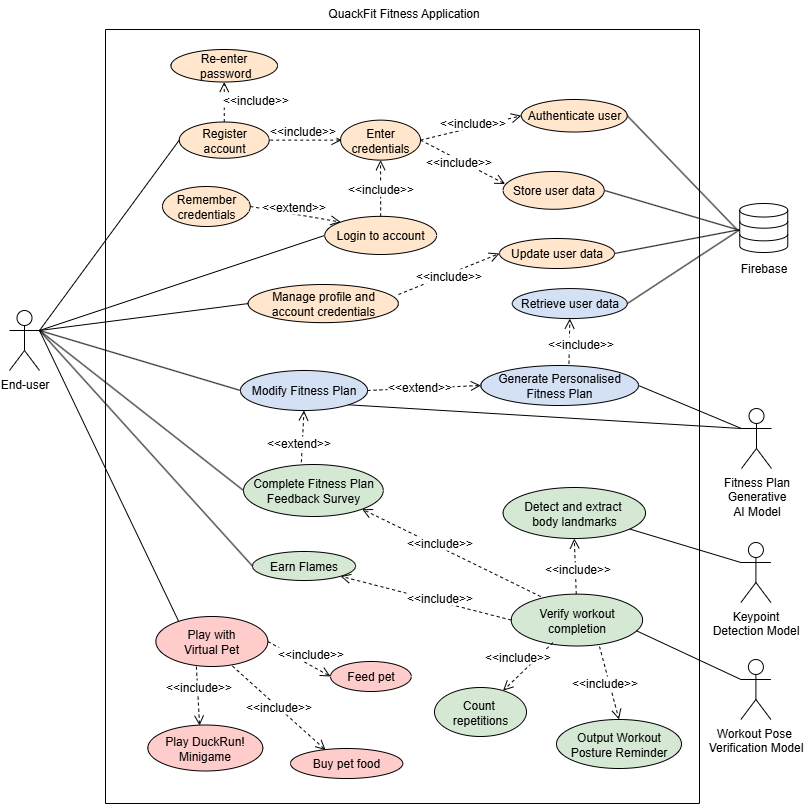 QuackFit Fitness Application
Re-enter
password
<<include>>
Register
account
<<include>>
Enter
credentials
<<include>>
Authenticate user
<<include>>
Store user data
Remember
credentials
<<extend>>
<<include>>
Login to account
Update user data
<<include>>
Firebase
Manage profile and
account credentials
Retrieve user data
<<include>>
End-user
Modify Fitness Plan
<<extend>>
Generate Personalised
Fitness Plan
<<extend>>
Fitness Plan
Generative
AI Model
Complete Fitness Plan
Feedback Survey
Detect and extract
body landmarks
<<include>>
<<include>>
Earn Flames
<<include>>
Keypoint
Detection Model
Verify workout
completion
Play with
Virtual Pet
<<include>>
Feed pet
<<include>>
<<include>>
<<include>>
<<include>>
Count
repetitions
Play DuckRun!
Minigame
Buy pet food
Output Workout
Posture Reminder
Workout Pose
Verification Model